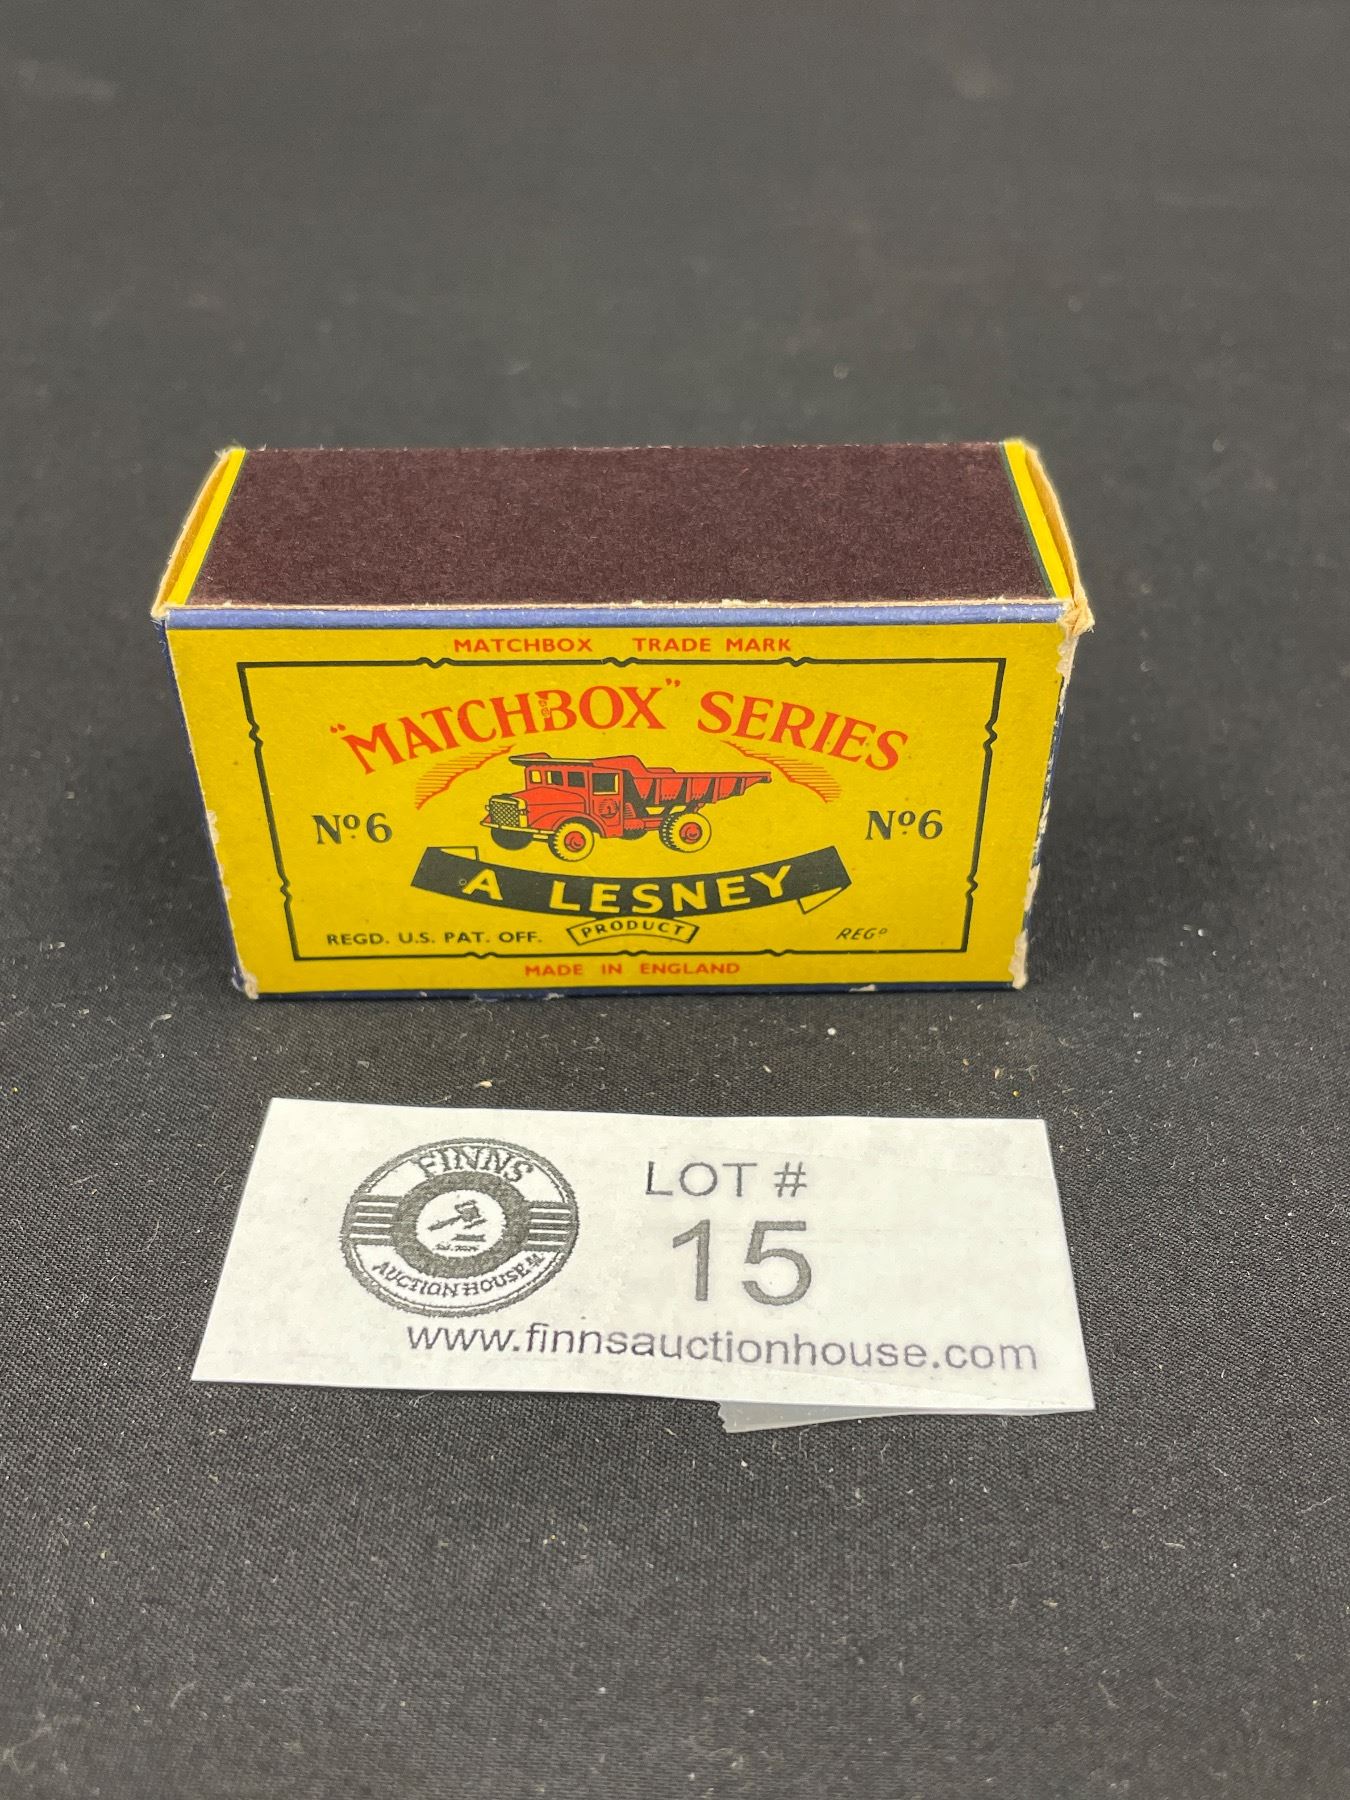 MATCHBOX TRADE MARK
"MATCHBOX" SERIES
Nº6 Nº6
A LESNEY
PRODUCT
REGD. U.S. PAT. OFF. REGº
MADE IN ENGLAND
FINNS
AUCTION HOUSE
LOT #
15
www.finnsauctionhouse.com